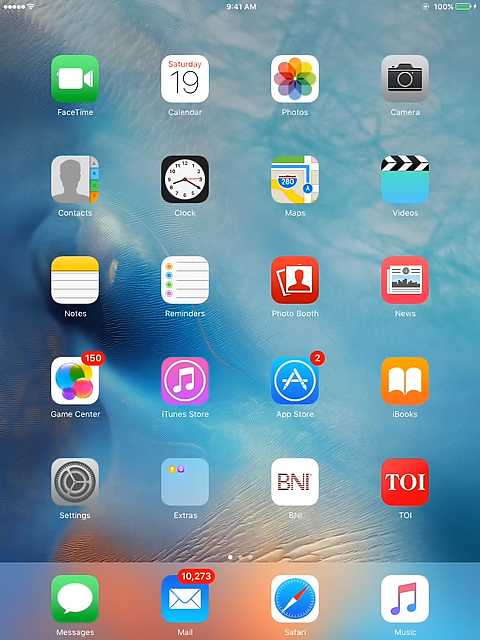 9:41 AM
100%
Saturday
19
FaceTime
Calendar
Photos
Camera
280
Contacts
Clock
Maps
Videos
Notes
Reminders
Photo Booth
News
150
2
Game Center
iTunes Store
App Store
iBooks
BNI
TOI
Settings
Extras
BNI
TOI
10,273
Messages
Mail
Safari
Music